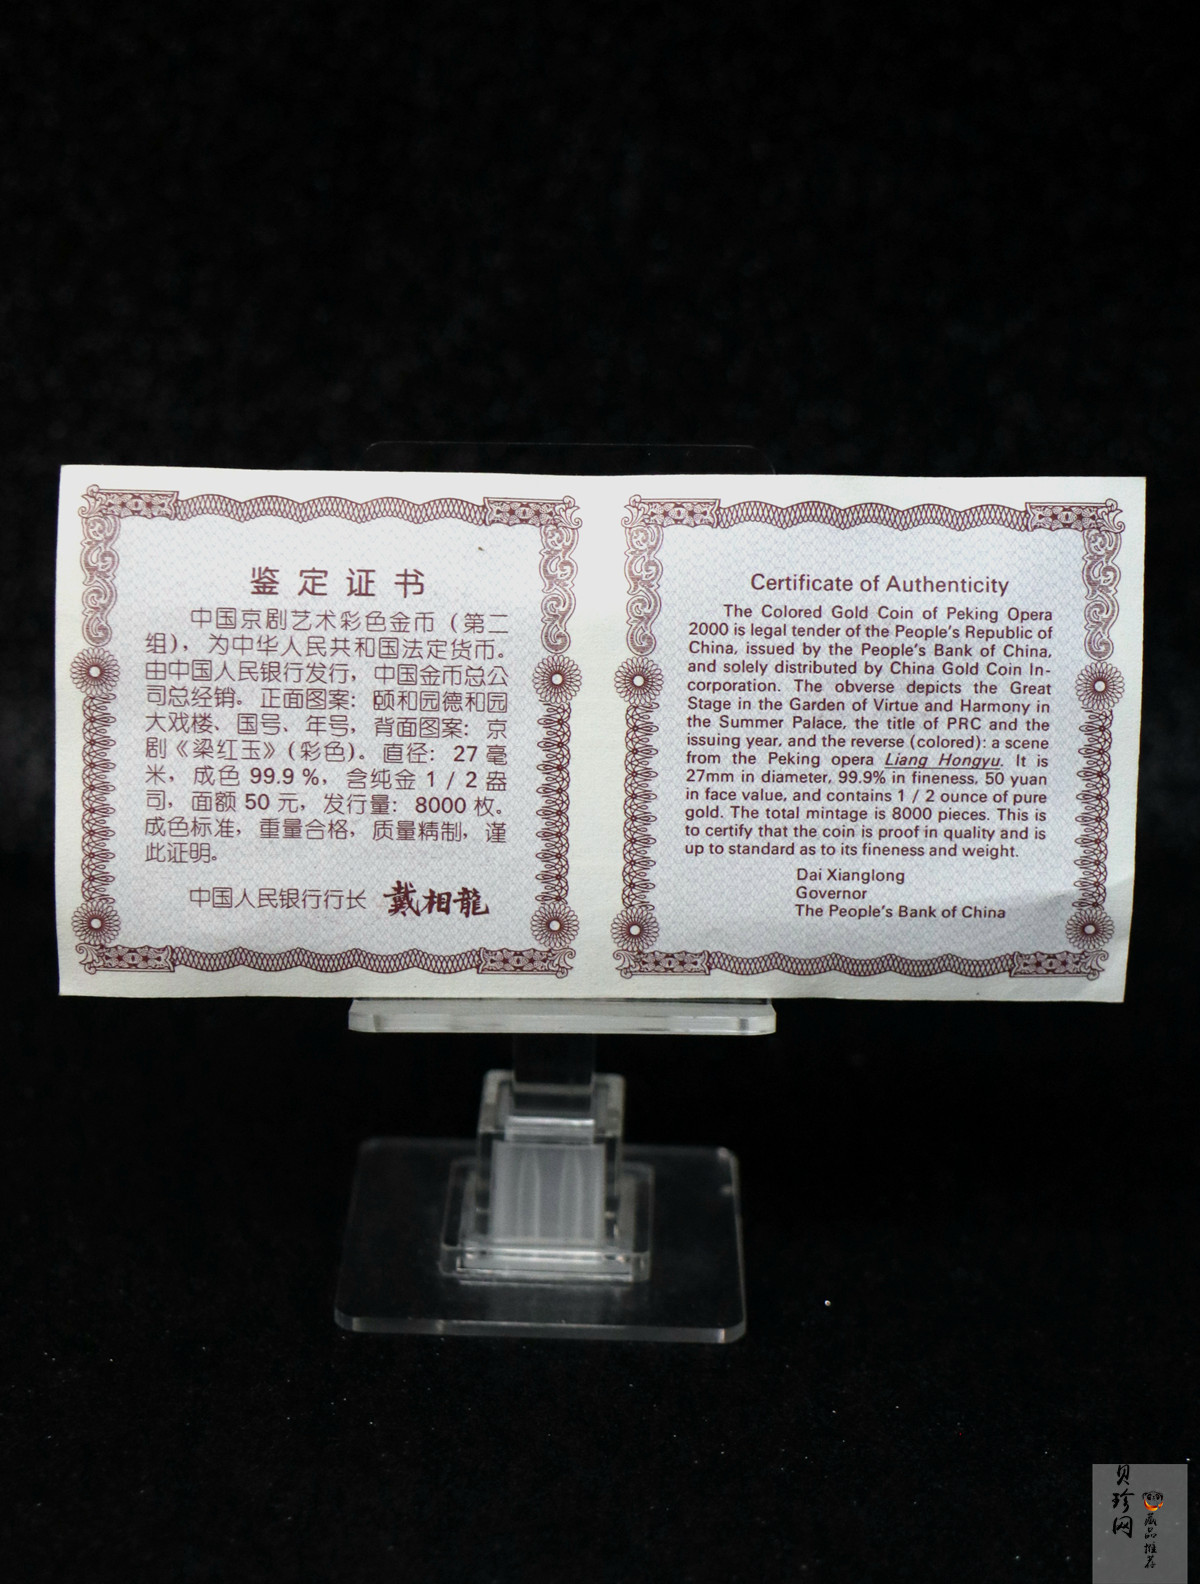 鉴定证书
中国京剧艺术彩色金币（第二
组），为中华人民共和国法定货币。
由中国人民银行发行，中国金币总公
司总经销。正面图案：颐和园德和园
大戏楼、国号、年号，背面图案：京
剧《梁红玉》（彩色）。直径：27毫
米，成色99.9%，含纯金1/2盎
司，面额50元，发行量：8000枚。
成色标准，重量合格，质量精制，谨
此证明。
中国人民银行行长 戴相龍
Certificate of Authenticity
The Colored Gold Coin of Peking Opera
2000 is legal tender of the People's Republic of
China, issued by the People's Bank of China,
and solely distributed by China Gold Coin In-
corporation. The obverse depicts the Great
Stage in the Garden of Virtue and Harmony in
the Summer Palace, the title of PRC and the
issuing year, and the reverse (colored): a scene
from the Peking opera Liang Hongyu. It is
27mm in diameter, 99.9% in fineness, 50 yuan
in face value, and contains 1 / 2 ounce of pure
gold. The total mintage is 8000 pieces. This is
to certify that the coin is proof in quality and is
up to standard as to its fineness and weight.
Dai Xianglong
Governor
The People's Bank of China
贝珍网
藏品推荐